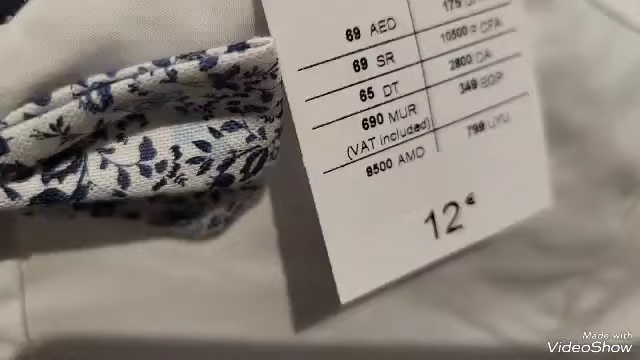 69 AED
175
69 SR
10500 F CFA
65 DT
2800 DA
690 MUR
349 EGP
(VAT included)
799 UYU
8500 AMD
12 €
Made with
VideoShow